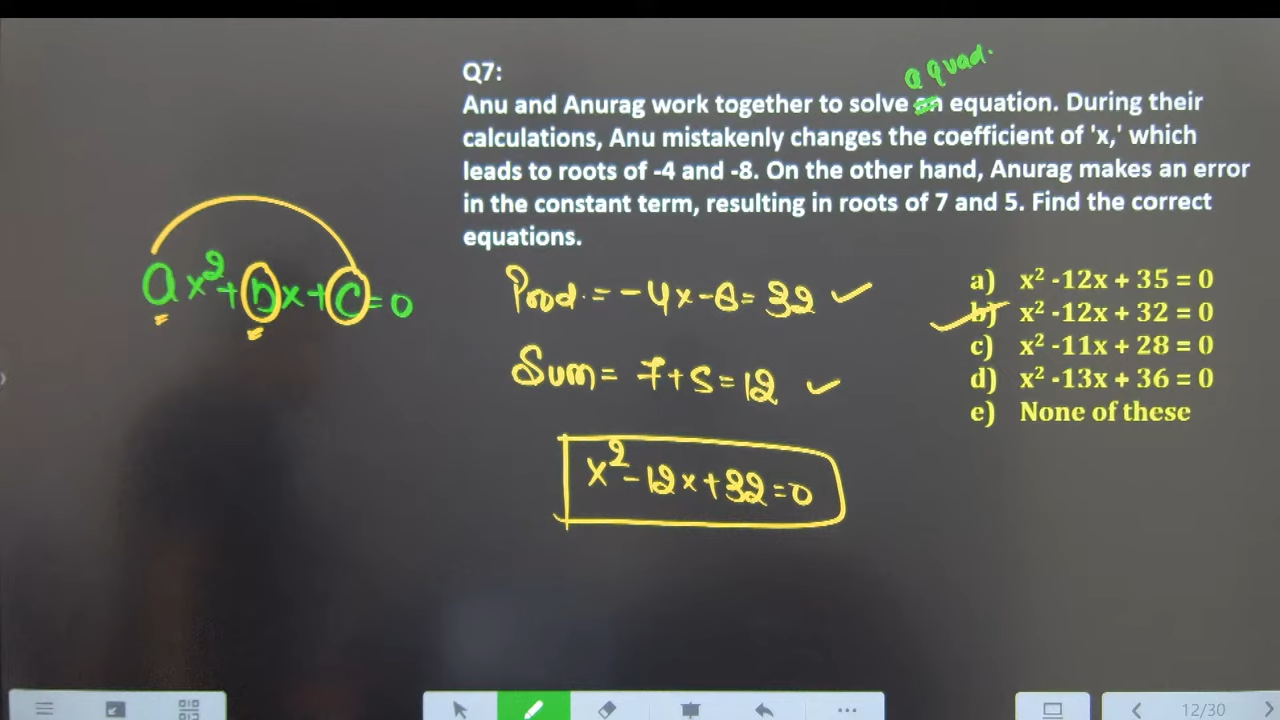 Q7:
a Quad.
Anu and Anurag work together to solve an equation. During their
calculations, Anu mistakenly changes the coefficient of 'x,' which
leads to roots of -4 and -8. On the other hand, Anurag makes an error
in the constant term, resulting in roots of 7 and 5. Find the correct
equations.
ax² + bx + c = 0
Prod. = -4x-8 = 32
Sum = 7+5 = 12
x² - 12x + 32 = 0
a) x² -12x + 35 = 0
b) x² -12x + 32 = 0
c) x² -11x + 28 = 0
d) x² -13x + 36 = 0
e) None of these
12/30